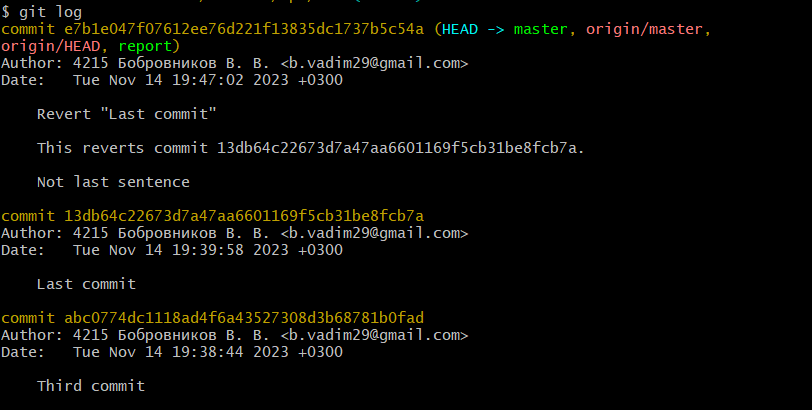 $ git log
commit e7b1e047f07612ee76d221f13835dc1737b5c54a (HEAD -> master, origin/master,
origin/HEAD, report)
Author: 4215 Бобровников В. В. <b.vadim29@gmail.com>
Date:   Tue Nov 14 19:47:02 2023 +0300
    Revert "Last commit"
    This reverts commit 13db64c22673d7a47aa6601169f5cb31be8fcb7a.
    Not last sentence
commit 13db64c22673d7a47aa6601169f5cb31be8fcb7a
Author: 4215 Бобровников В. В. <b.vadim29@gmail.com>
Date:   Tue Nov 14 19:39:58 2023 +0300
    Last commit
commit abc0774dc1118ad4f6a43527308d3b68781b0fad
Author: 4215 Бобровников В. В. <b.vadim29@gmail.com>
Date:   Tue Nov 14 19:38:44 2023 +0300
    Third commit